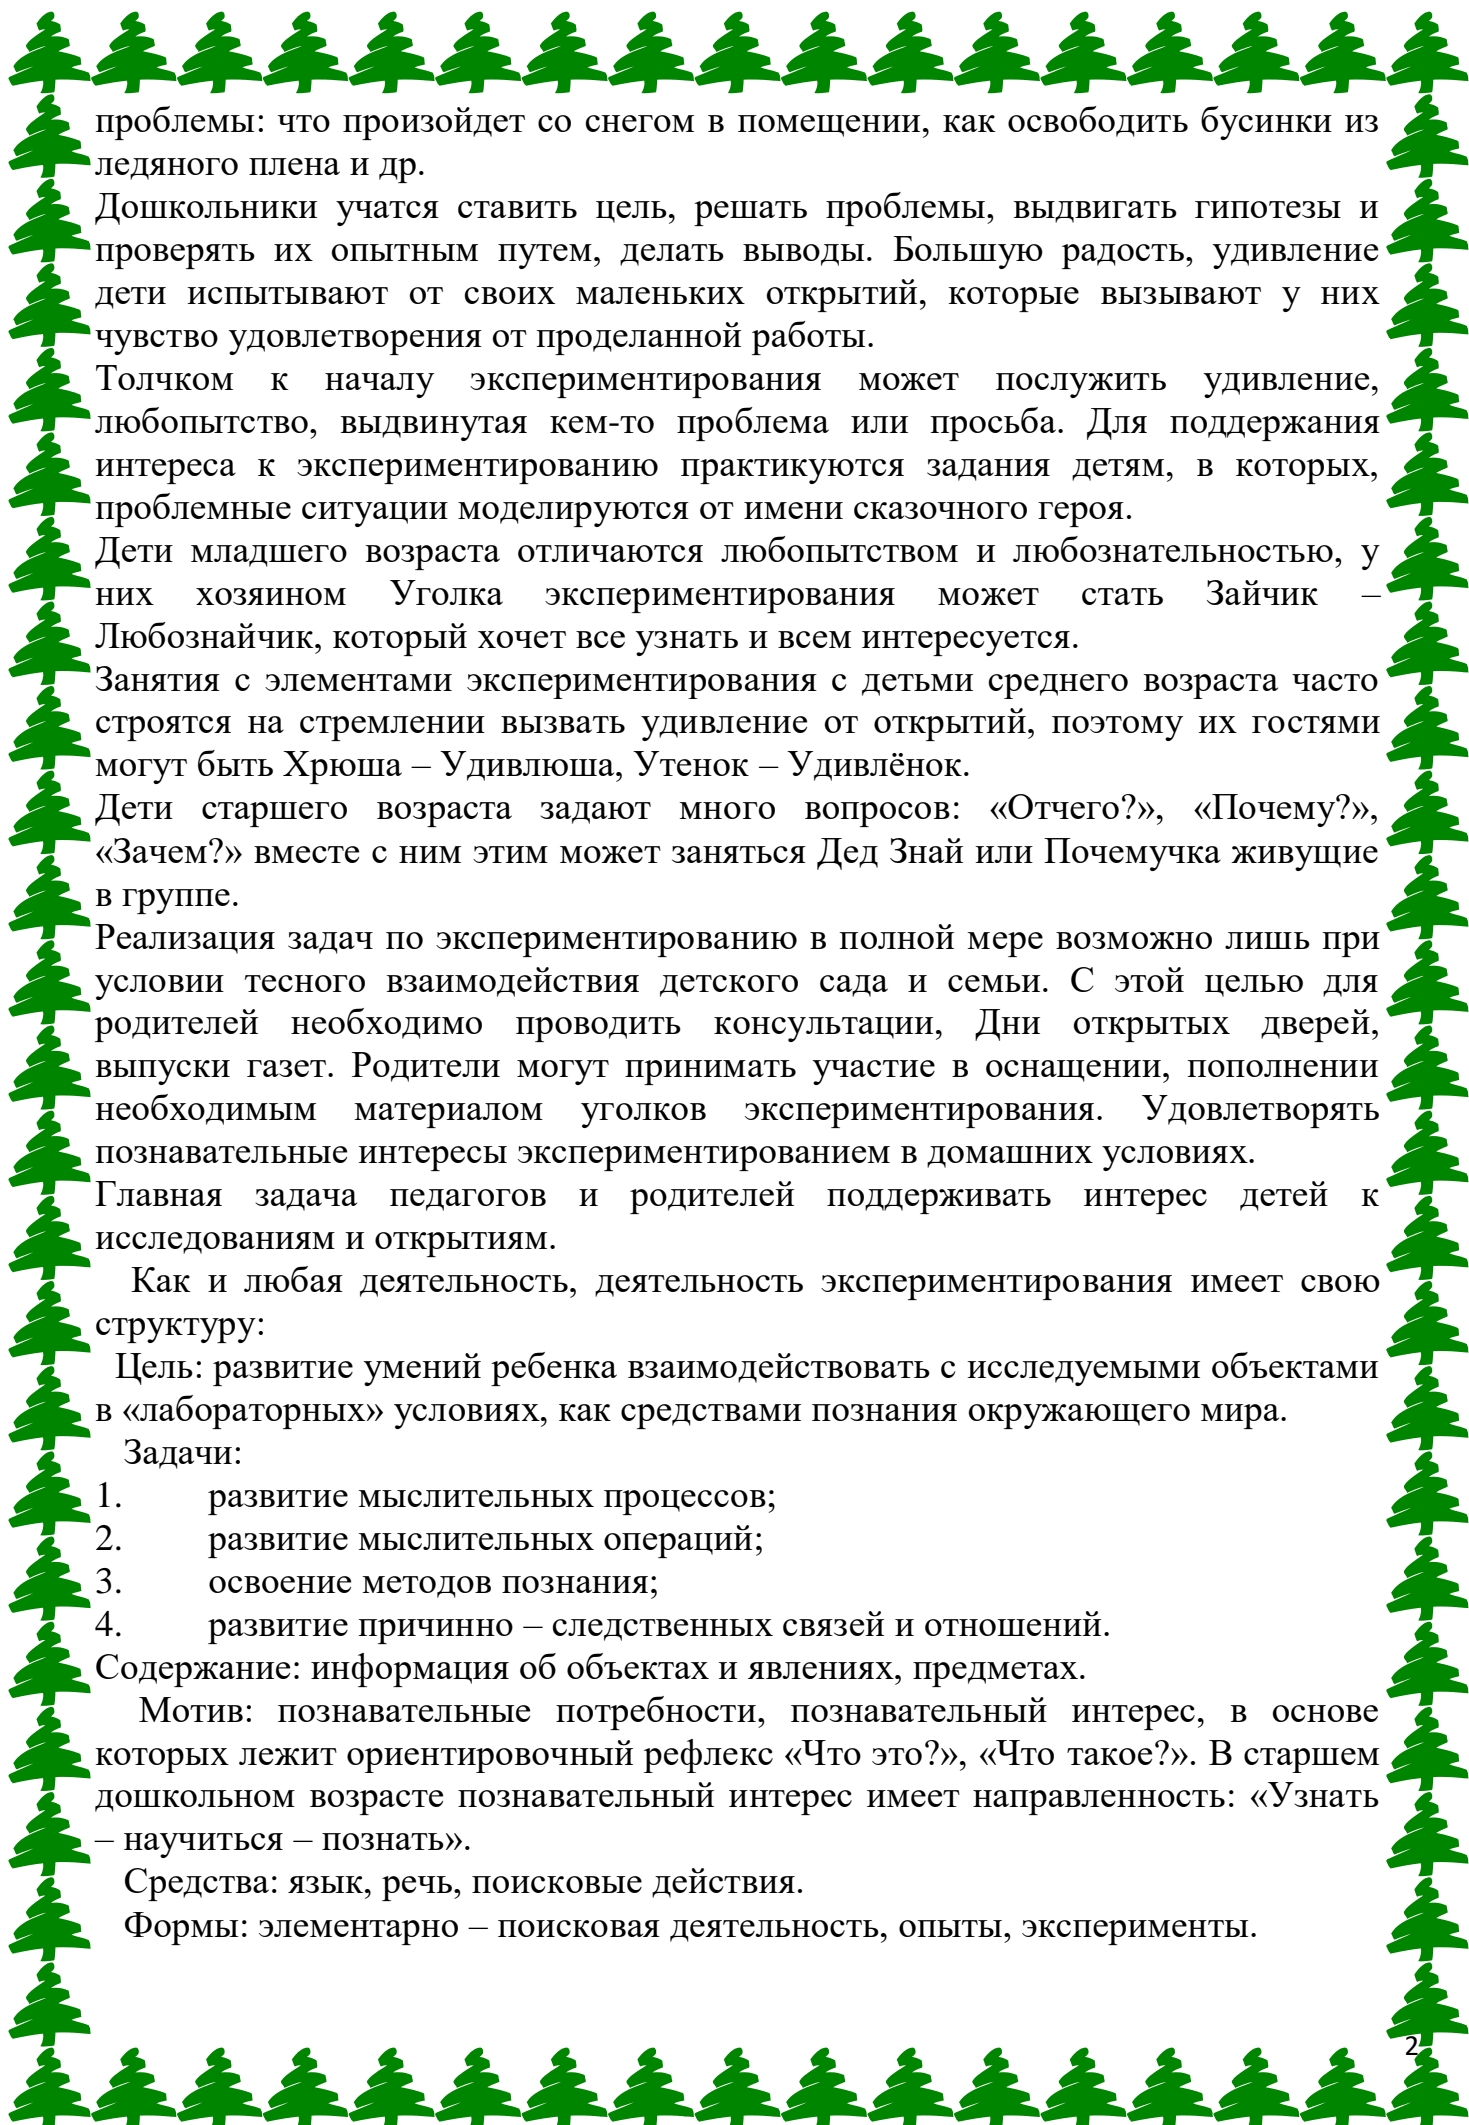 проблемы: что произойдет со снегом в помещении, как освободить бусинки из
ледяного плена и др.
Дошкольники учатся ставить цель, решать проблемы, выдвигать гипотезы и
проверять их опытным путем, делать выводы. Большую радость, удивление
дети испытывают от своих маленьких открытий, которые вызывают у них
чувство удовлетворения от проделанной работы.
Толчком к началу экспериментирования может послужить удивление,
любопытство, выдвинутая кем-то проблема или просьба. Для поддержания
интереса к экспериментированию практикуются задания детям, в которых,
проблемные ситуации моделируются от имени сказочного героя.
Дети младшего возраста отличаются любопытством и любознательностью, у
них хозяином Уголка экспериментирования может стать Зайчик –
Любознайчик, который хочет все узнать и всем интересуется.
Занятия с элементами экспериментирования с детьми среднего возраста часто
строятся на стремлении вызвать удивление от открытий, поэтому их гостями
могут быть Хрюша – Удивлюша, Утенок – Удивлёнок.
Дети старшего возраста задают много вопросов: «Отчего?», «Почему?»,
«Зачем?» вместе с ним этим может заняться Дед Знай или Почемучка живущие
в группе.
Реализация задач по экспериментированию в полной мере возможно лишь при
условии тесного взаимодействия детского сада и семьи. С этой целью для
родителей необходимо проводить консультации, Дни открытых дверей,
выпуски газет. Родители могут принимать участие в оснащении, пополнении
необходимым материалом уголков экспериментирования. Удовлетворять
познавательные интересы экспериментированием в домашних условиях.
Главная задача педагогов и родителей поддерживать интерес детей к
исследованиям и открытиям.
Как и любая деятельность, деятельность экспериментирования имеет свою
структуру:
Цель: развитие умений ребенка взаимодействовать с исследуемыми объектами
в «лабораторных» условиях, как средствами познания окружающего мира.
Задачи:
1. развитие мыслительных процессов;
2. развитие мыслительных операций;
3. освоение методов познания;
4. развитие причинно – следственных связей и отношений.
Содержание: информация об объектах и явлениях, предметах.
Мотив: познавательные потребности, познавательный интерес, в основе
которых лежит ориентировочный рефлекс «Что это?», «Что такое?». В старшем
дошкольном возрасте познавательный интерес имеет направленность: «Узнать
– научиться – познать».
Средства: язык, речь, поисковые действия.
Формы: элементарно – поисковая деятельность, опыты, эксперименты.
2